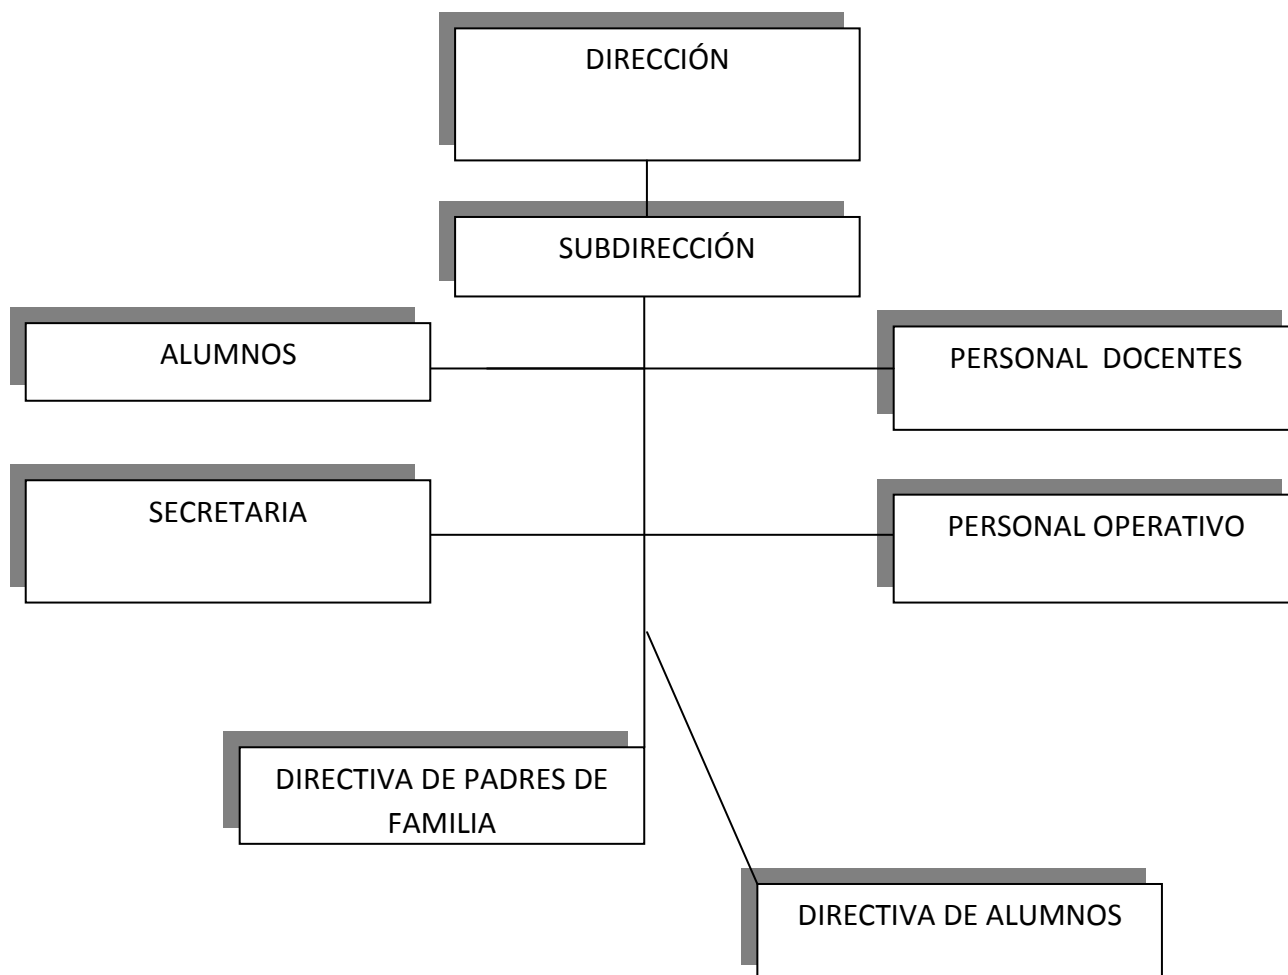 DIRECCIÓN
SUBDIRECCIÓN
ALUMNOS
PERSONAL  DOCENTES
SECRETARIA
PERSONAL OPERATIVO
DIRECTIVA DE PADRES DE
FAMILIA
DIRECTIVA DE ALUMNOS